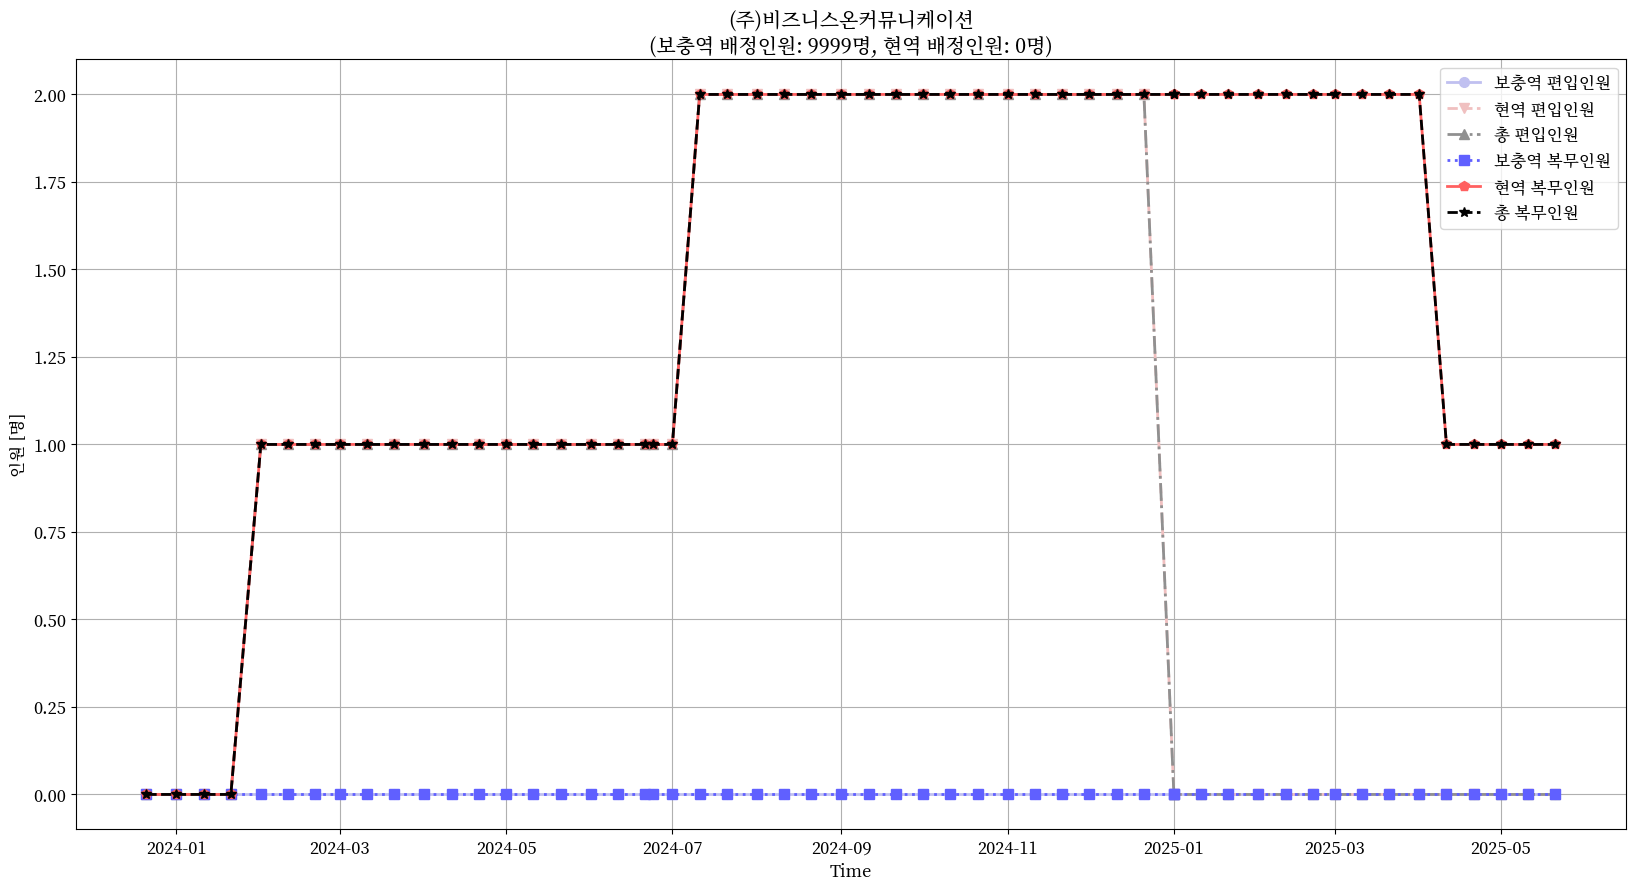 (주)비즈니스온커뮤니케이션
(보충역 배정인원: 9999명, 현역 배정인원: 0명)
보충역 편입인원
현역 편입인원
총 편입인원
보충역 복무인원
현역 복무인원
총 복무인원
2.00
1.75
1.50
1.25
1.00
0.75
0.50
0.25
0.00
인원 [명]
2024-01
2024-03
2024-05
2024-07
2024-09
2024-11
2025-01
2025-03
2025-05
Time